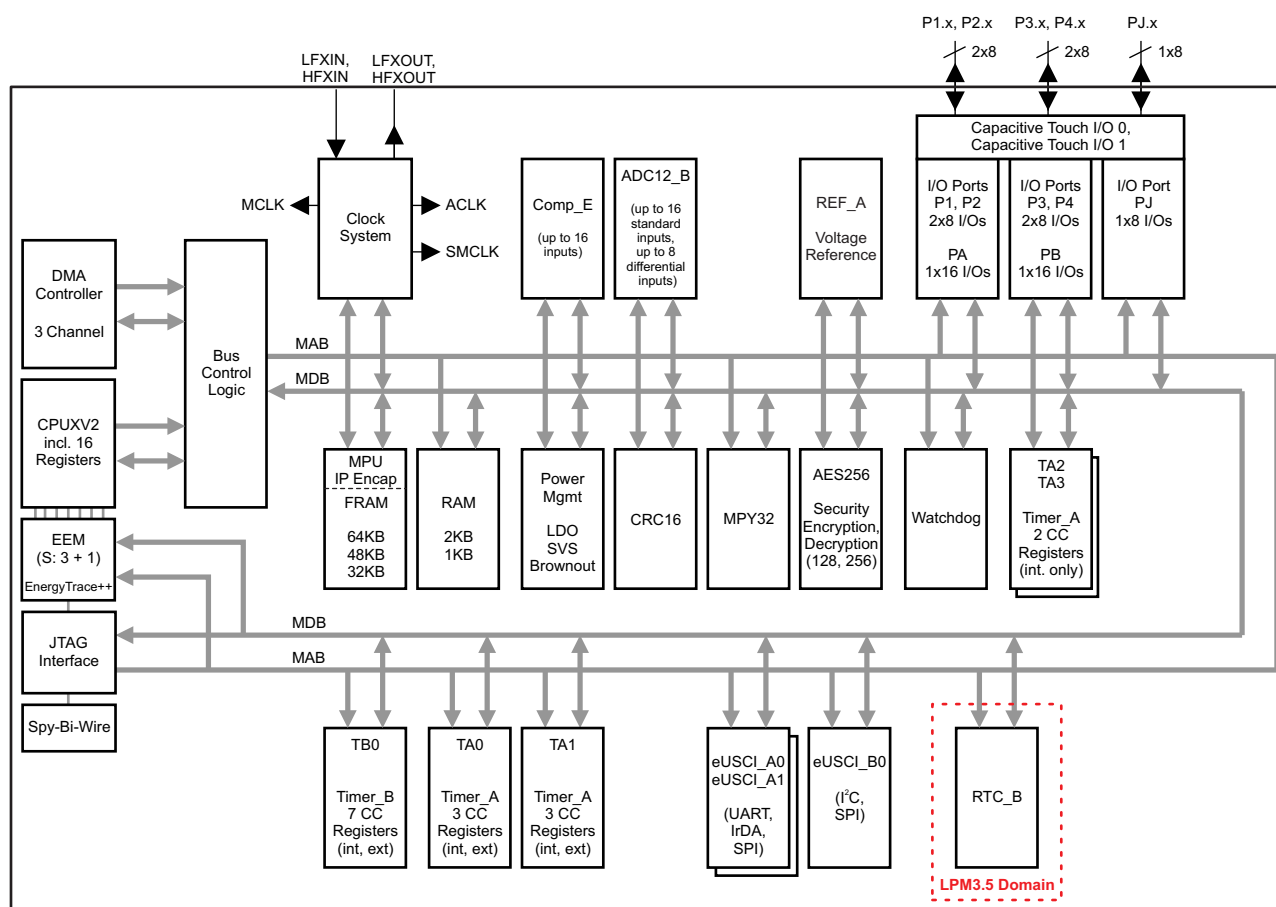 P1.x, P2.x
P3.x, P4.x
PJ.x
2x8
2x8
1x8
LFXIN,
HFXIN
LFXOUT,
HFXOUT
Capacitive Touch I/O 0,
Capacitive Touch I/O 1
MCLK
Clock
System
ACLK
SMCLK
Comp_E
(up to 16
inputs)
ADC12_B
(up to 16
standard
inputs,
up to 8
differential
inputs)
REF_A
Voltage
Reference
I/O Ports
P1, P2
2x8 I/Os
PA
1x16 I/Os
I/O Ports
P3, P4
2x8 I/Os
PB
1x16 I/Os
I/O Port
PJ
1x8 I/Os
DMA
Controller
3 Channel
Bus
Control
Logic
MAB
MDB
CPUXV2
incl. 16
Registers
MPU
IP Encap
FRAM
64KB
48KB
32KB
RAM
2KB
1KB
Power
Mgmt
LDO
SVS
Brownout
CRC16
MPY32
AES256
Security
Encryption,
Decryption
(128, 256)
Watchdog
TA2
TA3
Timer_A
2 CC
Registers
(int. only)
EEM
(S: 3 + 1)
EnergyTrace++
MDB
JTAG
Interface
MAB
Spy-Bi-Wire
TB0
Timer_B
7 CC
Registers
(int, ext)
TA0
Timer_A
3 CC
Registers
(int, ext)
TA1
Timer_A
3 CC
Registers
(int, ext)
eUSCI_A0
eUSCI_A1
(UART,
IrDA,
SPI)
eUSCI_B0
(I²C,
SPI)
RTC_B
LPM3.5 Domain